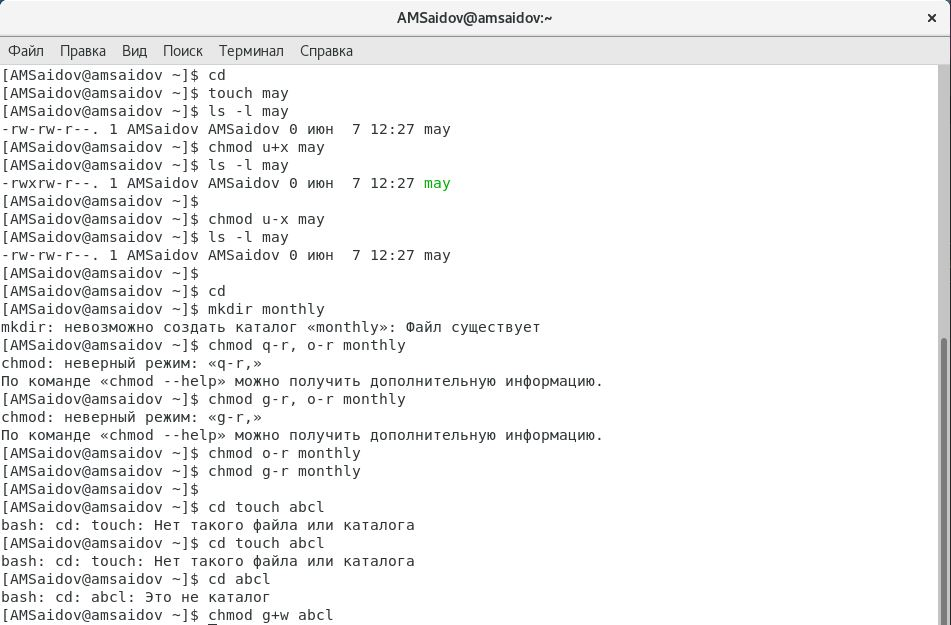 AMSaidov@amsaidov:~ ×
Файл Правка Вид Поиск Терминал Справка
[AMSaidov@amsaidov ~]$ cd
[AMSaidov@amsaidov ~]$ touch may
[AMSaidov@amsaidov ~]$ ls -l may
-rw-rw-r--. 1 AMSaidov AMSaidov 0 июн  7 12:27 may
[AMSaidov@amsaidov ~]$ chmod u+x may
[AMSaidov@amsaidov ~]$ ls -l may
-rwxrw-r--. 1 AMSaidov AMSaidov 0 июн  7 12:27 may
[AMSaidov@amsaidov ~]$
[AMSaidov@amsaidov ~]$ chmod u-x may
[AMSaidov@amsaidov ~]$ ls -l may
-rw-rw-r--. 1 AMSaidov AMSaidov 0 июн  7 12:27 may
[AMSaidov@amsaidov ~]$
[AMSaidov@amsaidov ~]$ cd
[AMSaidov@amsaidov ~]$ mkdir monthly
mkdir: невозможно создать каталог «monthly»: Файл существует
[AMSaidov@amsaidov ~]$ chmod q-r, o-r monthly
chmod: неверный режим: «q-r,»
По команде «chmod --help» можно получить дополнительную информацию.
[AMSaidov@amsaidov ~]$ chmod g-r, o-r monthly
chmod: неверный режим: «g-r,»
По команде «chmod --help» можно получить дополнительную информацию.
[AMSaidov@amsaidov ~]$ chmod o-r monthly
[AMSaidov@amsaidov ~]$ chmod g-r monthly
[AMSaidov@amsaidov ~]$
[AMSaidov@amsaidov ~]$ cd touch abcl
bash: cd: touch: Нет такого файла или каталога
[AMSaidov@amsaidov ~]$ cd touch abcl
bash: cd: touch: Нет такого файла или каталога
[AMSaidov@amsaidov ~]$ cd abcl
bash: cd: abcl: Это не каталог
[AMSaidov@amsaidov ~]$ chmod g+w abcl